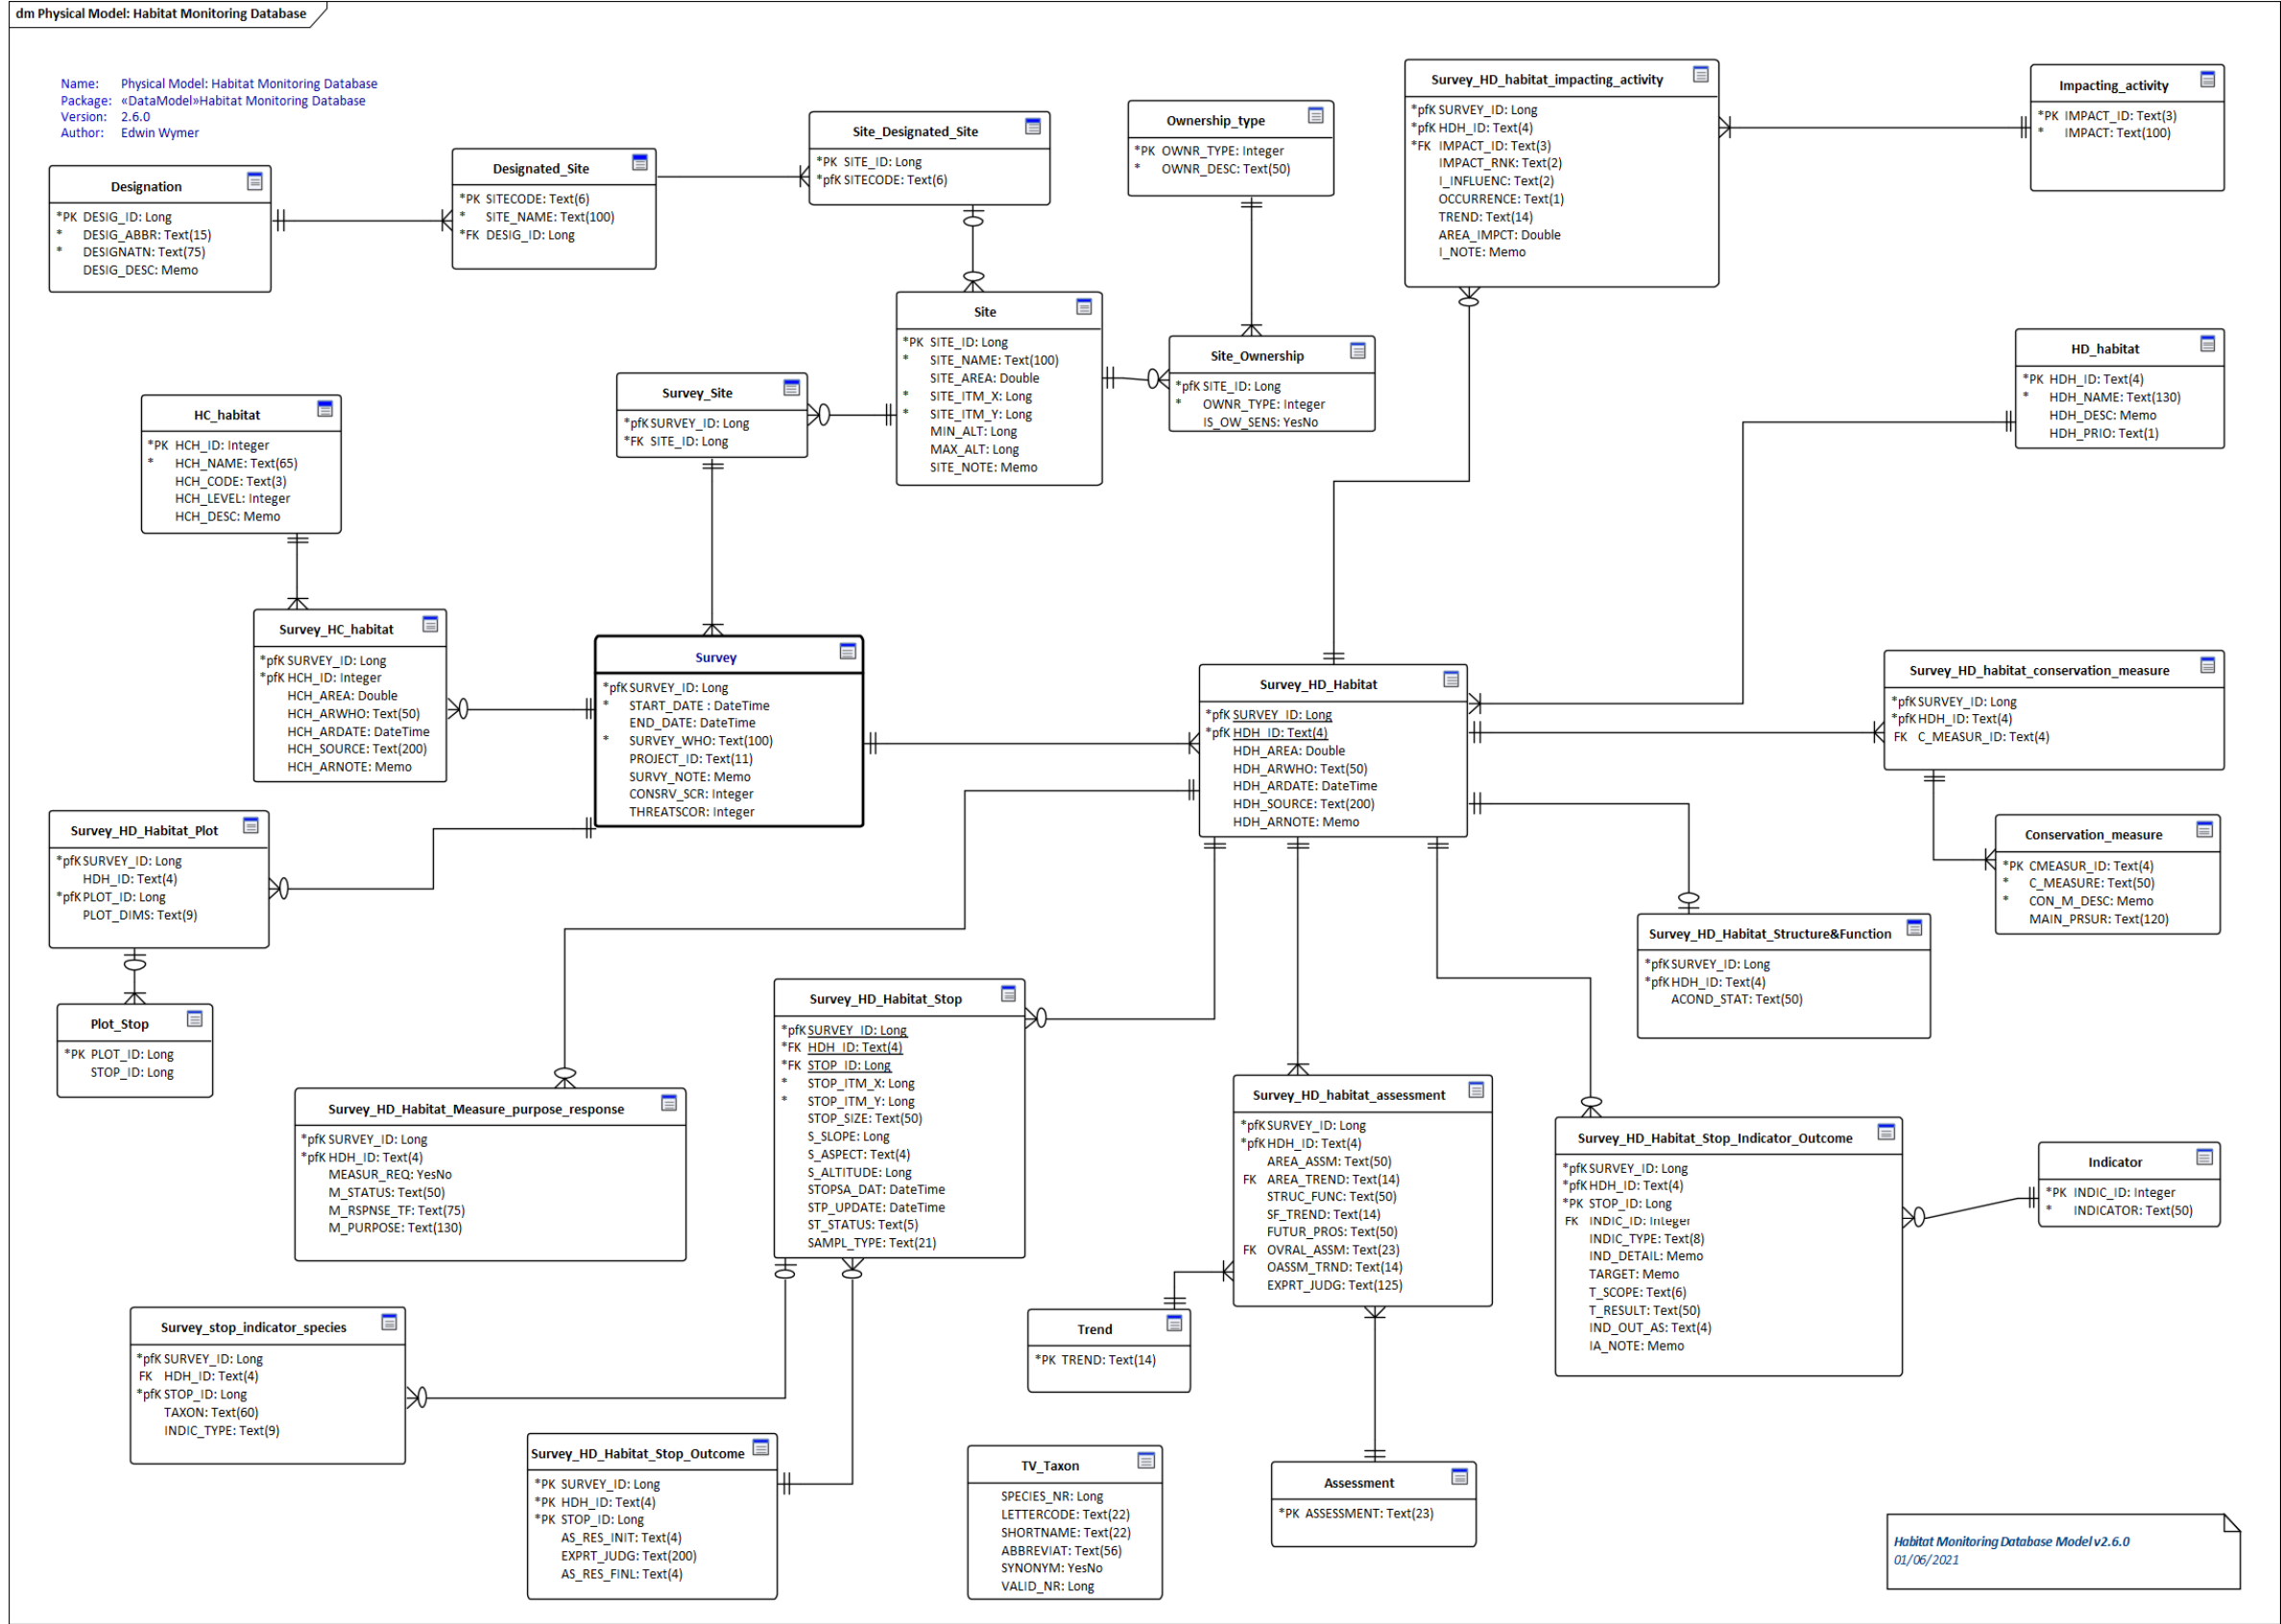 dm Physical Model: Habitat Monitoring Database
Name: Physical Model: Habitat Monitoring Database
Package: «DataModel»Habitat Monitoring Database
Version: 2.6.0
Author: Edwin Wymer
Designation
*PK DESIG_ID: Long
* DESIG_ABBR: Text(15)
* DESIGNATN: Text(75)
DESIG_DESC: Memo
Designated_Site
*PK SITECODE: Text(6)
* SITE_NAME: Text(100)
*FK DESIG_ID: Long
Site_Designated_Site
*PK SITE_ID: Long
*pfK SITECODE: Text(6)
Ownership_type
*PK OWNR_TYPE: Integer
* OWNR_DESC: Text(50)
Survey_HD_habitat_impacting_activity
*pfK SURVEY_ID: Long
*pfK HDH_ID: Text(4)
*FK IMPACT_ID: Text(3)
IMPACT_RNK: Text(2)
I_INFLUENC: Text(2)
OCCURRENCE: Text(1)
TREND: Text(14)
AREA_IMPCT: Double
I_NOTE: Memo
Impacting_activity
*PK IMPACT_ID: Text(3)
* IMPACT: Text(100)
Site
*PK SITE_ID: Long
* SITE_NAME: Text(100)
SITE_AREA: Double
* SITE_ITM_X: Long
* SITE_ITM_Y: Long
MIN_ALT: Long
MAX_ALT: Long
SITE_NOTE: Memo
Site_Ownership
*pfK SITE_ID: Long
* OWNR_TYPE: Integer
IS_OW_SENS: YesNo
HD_habitat
*PK HDH_ID: Text(4)
* HDH_NAME: Text(130)
HDH_DESC: Memo
HDH_PRIO: Text(1)
Survey_Site
*pfK SURVEY_ID: Long
*FK SITE_ID: Long
HC_habitat
*PK HCH_ID: Integer
* HCH_NAME: Text(65)
HCH_CODE: Text(3)
HCH_LEVEL: Integer
HCH_DESC: Memo
Survey_HC_habitat
*pfK SURVEY_ID: Long
*pfK HCH_ID: Integer
HCH_AREA: Double
HCH_ARWHO: Text(50)
HCH_ARDATE: DateTime
HCH_SOURCE: Text(200)
HCH_ARNOTE: Memo
Survey
*pfK SURVEY_ID: Long
* START_DATE : DateTime
END_DATE: DateTime
* SURVEY_WHO: Text(100)
PROJECT_ID: Text(11)
SURVY_NOTE: Memo
CONSRV_SCR: Integer
THREATSCOR: Integer
Survey_HD_Habitat
*pfK SURVEY_ID: Long
*pfK HDH_ID: Text(4)
HDH_AREA: Double
HDH_ARWHO: Text(50)
HDH_ARDATE: DateTime
HDH_SOURCE: Text(200)
HDH_ARNOTE: Memo
Survey_HD_habitat_conservation_measure
*pfK SURVEY_ID: Long
*pfK HDH_ID: Text(4)
FK C_MEASUR_ID: Text(4)
Conservation_measure
*PK CMEASUR_ID: Text(4)
* C_MEASURE: Text(50)
* CON_M_DESC: Memo
MAIN_PRSUR: Text(120)
Survey_HD_Habitat_Plot
*pfK SURVEY_ID: Long
HDH_ID: Text(4)
*pfK PLOT_ID: Long
PLOT_DIMS: Text(9)
Survey_HD_Habitat_Structure&Function
*pfK SURVEY_ID: Long
*pfK HDH_ID: Text(4)
ACOND_STAT: Text(50)
Plot_Stop
*PK PLOT_ID: Long
STOP_ID: Long
Survey_HD_Habitat_Measure_purpose_response
*pfK SURVEY_ID: Long
*pfK HDH_ID: Text(4)
MEASUR_REQ: YesNo
M_STATUS: Text(50)
M_RSPNSE_TF: Text(75)
M_PURPOSE: Text(130)
Survey_HD_Habitat_Stop
*pfK SURVEY_ID: Long
*FK HDH_ID: Text(4)
*FK STOP_ID: Long
* STOP_ITM_X: Long
* STOP_ITM_Y: Long
STOP_SIZE: Text(50)
S_SLOPE: Long
S_ASPECT: Text(4)
S_ALTITUDE: Long
STOPSA_DAT: DateTime
STP_UPDATE: DateTime
ST_STATUS: Text(5)
SAMPL_TYPE: Text(21)
Survey_HD_habitat_assessment
*pfK SURVEY_ID: Long
*pfK HDH_ID: Text(4)
AREA_ASSM: Text(50)
FK AREA_TREND: Text(14)
STRUC_FUNC: Text(50)
SF_TREND: Text(14)
FUTUR_PROS: Text(50)
FK OVRAL_ASSM: Text(23)
OASSM_TRND: Text(14)
EXPRT_JUDG: Text(125)
Survey_HD_Habitat_Stop_Indicator_Outcome
*pfK SURVEY_ID: Long
*pfK HDH_ID: Text(4)
*PK STOP_ID: Long
FK INDIC_ID: Integer
INDIC_TYPE: Text(8)
IND_DETAIL: Memo
TARGET: Memo
T_SCOPE: Text(6)
T_RESULT: Text(50)
IND_OUT_AS: Text(4)
IA_NOTE: Memo
Indicator
*PK INDIC_ID: Integer
* INDICATOR: Text(50)
Survey_stop_indicator_species
*pfK SURVEY_ID: Long
FK HDH_ID: Text(4)
*pfK STOP_ID: Long
TAXON: Text(60)
INDIC_TYPE: Text(9)
Trend
*PK TREND: Text(14)
Survey_HD_Habitat_Stop_Outcome
*PK SURVEY_ID: Long
*PK HDH_ID: Text(4)
*PK STOP_ID: Long
AS_RES_INIT: Text(4)
EXPRT_JUDG: Text(200)
AS_RES_FINL: Text(4)
TV_Taxon
SPECIES_NR: Long
LETTERCODE: Text(22)
SHORTNAME: Text(22)
ABBREVIAT: Text(56)
SYNONYM: YesNo
VALID_NR: Long
Assessment
*PK ASSESSMENT: Text(23)
Habitat Monitoring Database Model v2.6.0
01/06/2021